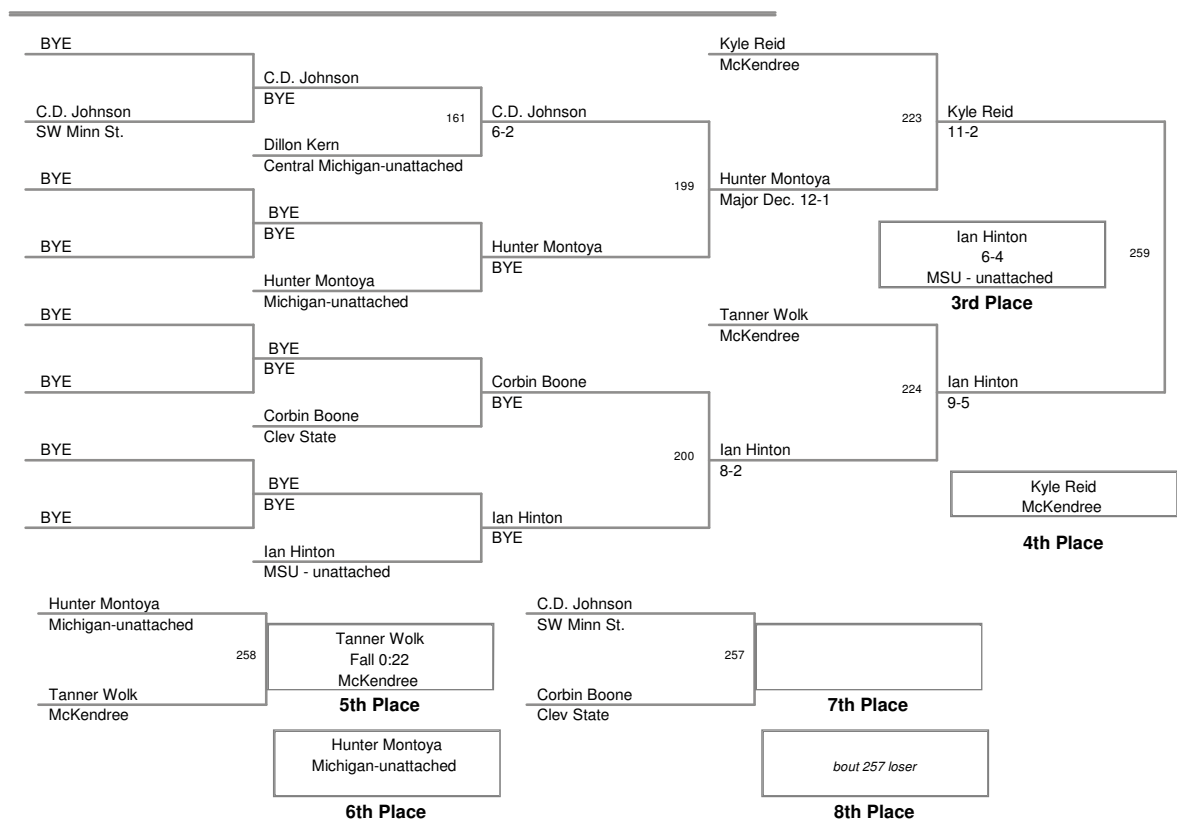 BYE
C.D. Johnson
SW Minn St.
BYE
BYE
BYE
BYE
BYE
BYE
C.D. Johnson
BYE
161
Dillon Kern
Central Michigan-unattached
BYE
BYE
Hunter Montoya
Michigan-unattached
BYE
BYE
Corbin Boone
Clev State
BYE
BYE
Ian Hinton
MSU - unattached
C.D. Johnson
6-2
199
Hunter Montoya
BYE
Corbin Boone
BYE
200
Ian Hinton
BYE
Kyle Reid
McKendree
223
Hunter Montoya
Major Dec. 12-1
Tanner Wolk
McKendree
224
Ian Hinton
8-2
Kyle Reid
11-2
259
Ian Hinton
9-5
Ian Hinton
6-4
MSU - unattached
3rd Place
Kyle Reid
McKendree
4th Place
Hunter Montoya
Michigan-unattached
258
Tanner Wolk
McKendree
Tanner Wolk
Fall 0:22
McKendree
5th Place
Hunter Montoya
Michigan-unattached
6th Place
C.D. Johnson
SW Minn St.
257
Corbin Boone
Clev State
7th Place
bout 257 loser
8th Place